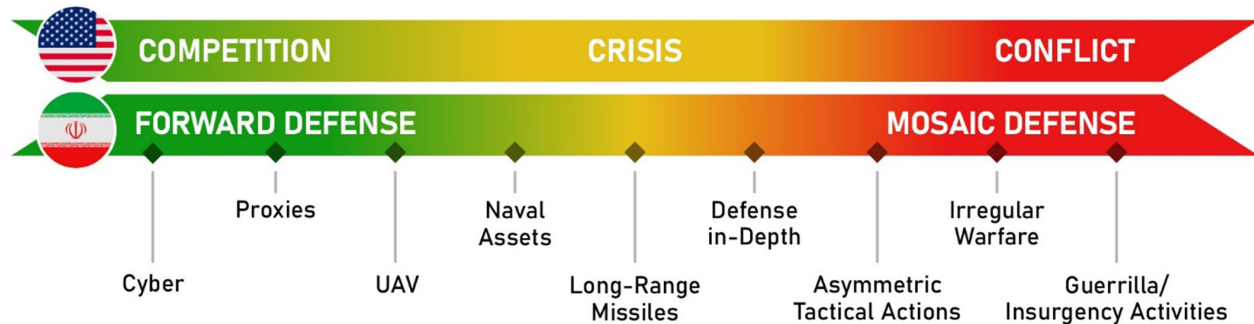 COMPETITION CRISIS CONFLICT
FORWARD DEFENSE MOSAIC DEFENSE
Cyber
Proxies
UAV
Naval
Assets
Long-Range
Missiles
Defense
in-Depth
Asymmetric
Tactical Actions
Irregular
Warfare
Guerrilla/
Insurgency Activities